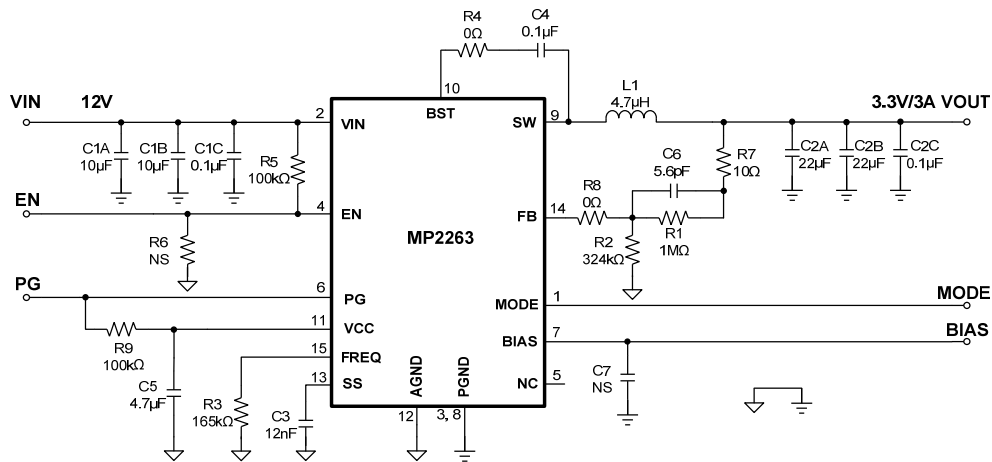 R4
0Ω
C4
0.1µF
10
BST
VIN
12V
2
VIN
SW
9
L1
4.7µH
3.3V/3A VOUT
C1A
10µF
C1B
10µF
C1C
0.1µF
R5
100kΩ
C6
5.6pF
R7
10Ω
C2A
22µF
C2B
22µF
C2C
0.1µF
EN
4
EN
R6
NS
MP2263
FB
14
R8
0Ω
R2
324kΩ
R1
1MΩ
PG
6
PG
MODE
1
MODE
11
VCC
BIAS
7
BIAS
R9
100kΩ
15
FREQ
C5
4.7µF
R3
165kΩ
13
SS
C3
12nF
AGND
PGND
12
3, 8
NC
5
C7
NS